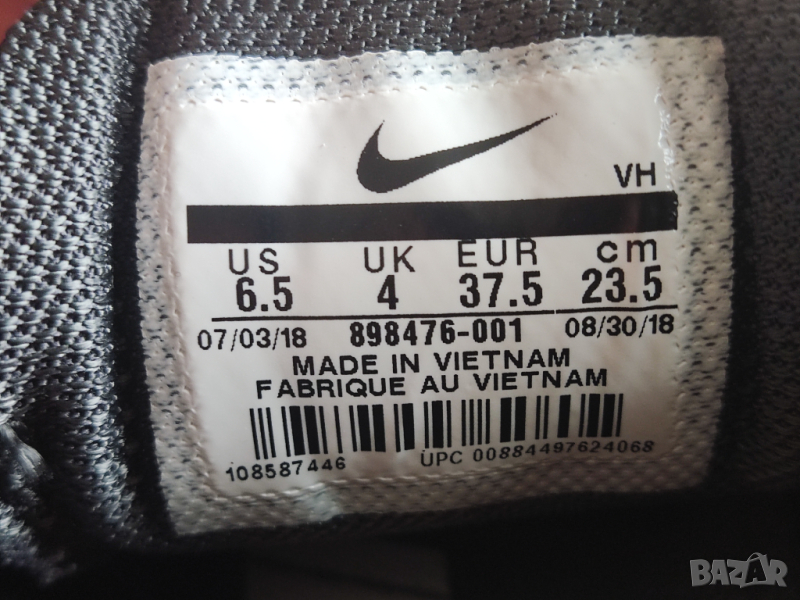 VH
US UK EUR cm
6.5 4 37.5 23.5
07/03/18 898476-001 08/30/18
MADE IN VIETNAM
FABRIQUE AU VIETNAM
108587446 UPC 00884497624068
BAZAR